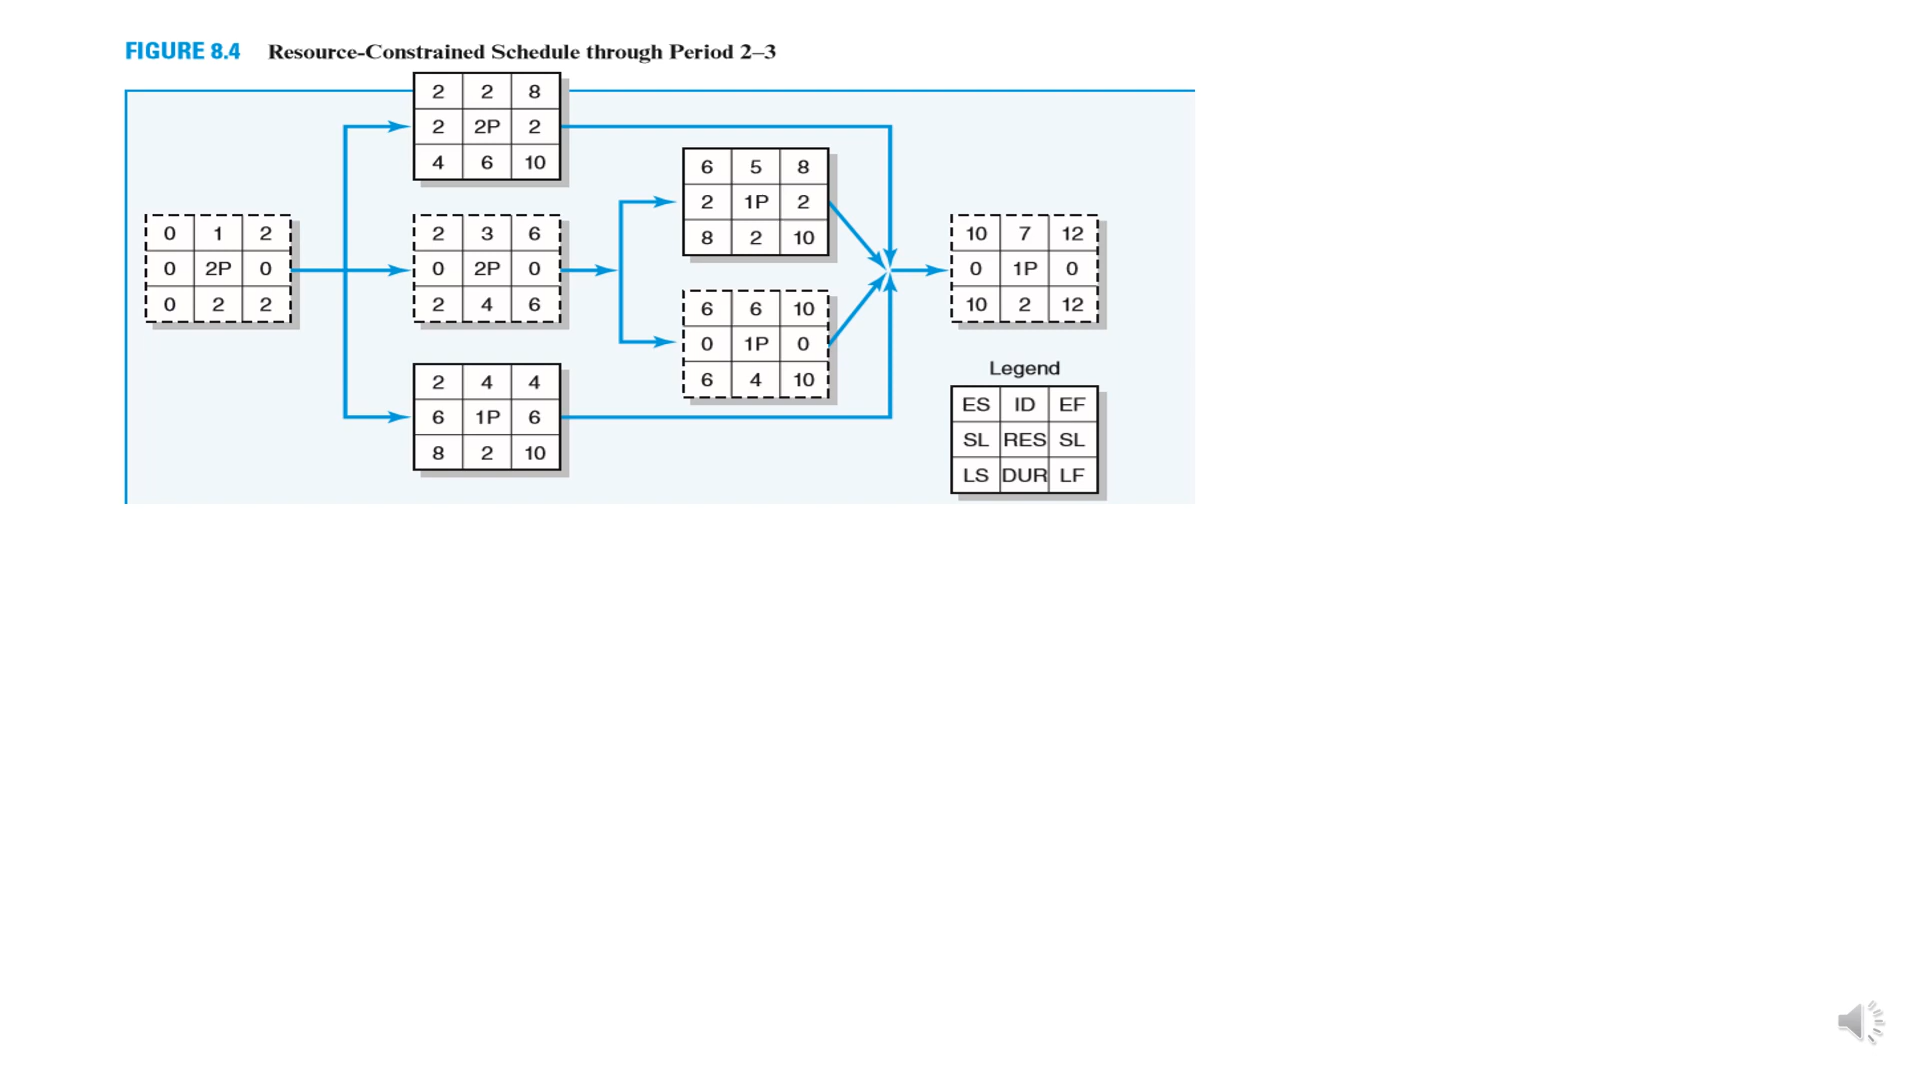 FIGURE 8.4 Resource-Constrained Schedule through Period 2–3
2 2 8
2 2P 2
4 6 10
6 5 8
2 1P 2
8 2 10
0 1 2
0 2P 0
0 2 2
2 3 6
0 2P 0
2 4 6
10 7 12
0 1P 0
10 2 12
6 6 10
0 1P 0
6 4 10
2 4 4
6 1P 6
8 2 10
Legend
ES ID EF
SL RES SL
LS DUR LF